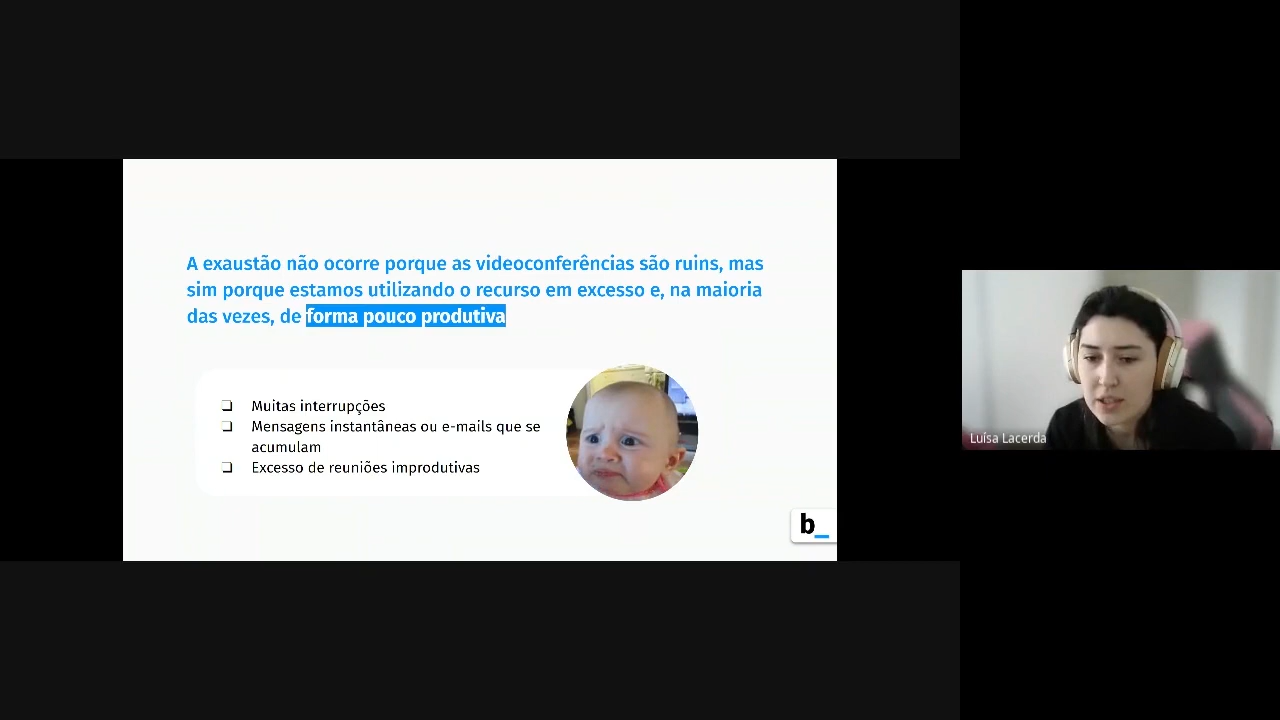 A exaustão não ocorre porque as videoconferências são ruins, mas
sim porque estamos utilizando o recurso em excesso e, na maioria
das vezes, de forma pouco produtiva
❏ Muitas interrupções
❏ Mensagens instantâneas ou e-mails que se
acumulam
❏ Excesso de reuniões improdutivas
b_
Luísa Lacerda